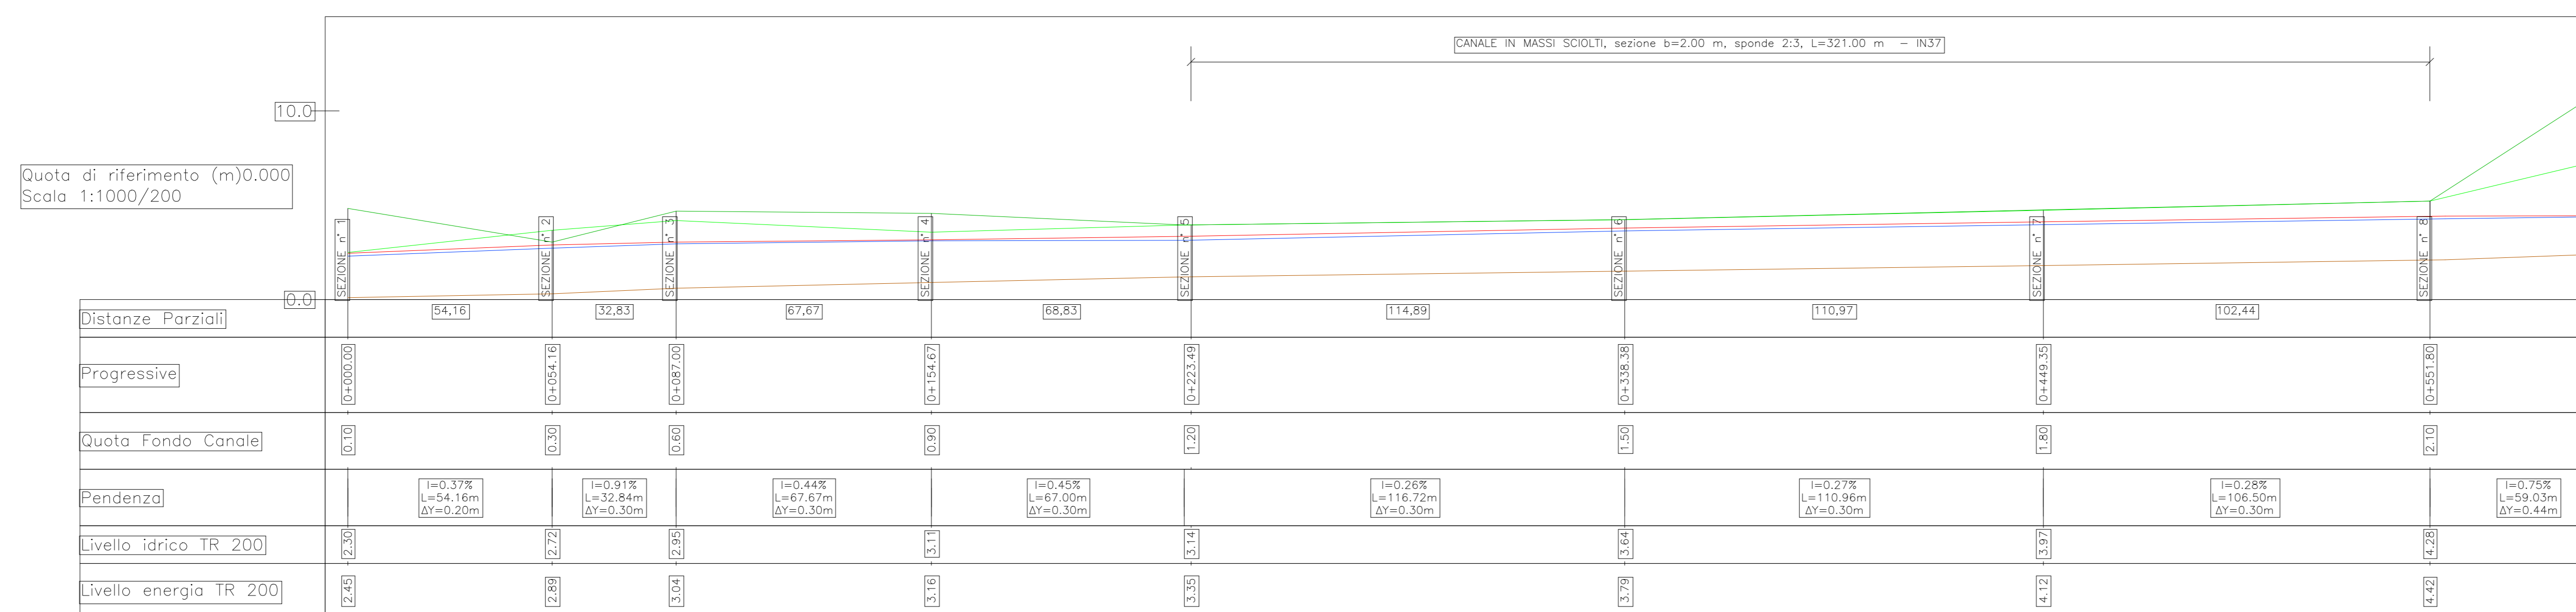 CANALE IN MASSI SCIOLTI, sezione b=2.00 m, sponde 2:3, L=321.00 m - IN37
10.0
Quota di riferimento (m)0.000
Scala 1:1000/200
0.0
SEZIONE n° 1
SEZIONE n° 2
SEZIONE n° 3
SEZIONE n° 4
SEZIONE n° 5
SEZIONE n° 6
SEZIONE n° 7
SEZIONE n° 8
Distanze Parziali
54,16
32,83
67,67
68,83
114,89
110,97
102,44
Progressive
0+000.00
0+054.16
0+087.00
0+154.67
0+223.49
0+338.38
0+449.35
0+551.80
Quota Fondo Canale
0.10
0.30
0.60
0.90
1.20
1.50
1.80
2.10
Pendenza
I=0.37%
L=54.16m
ΔY=0.20m
I=0.91%
L=32.84m
ΔY=0.30m
I=0.44%
L=67.67m
ΔY=0.30m
I=0.45%
L=67.00m
ΔY=0.30m
I=0.26%
L=116.72m
ΔY=0.30m
I=0.27%
L=110.96m
ΔY=0.30m
I=0.28%
L=106.50m
ΔY=0.30m
I=0.75%
L=59.03m
ΔY=0.44m
Livello idrico TR 200
2.30
2.72
2.95
3.11
3.14
3.64
3.97
4.28
Livello energia TR 200
2.45
2.89
3.04
3.16
3.35
3.79
4.12
4.42